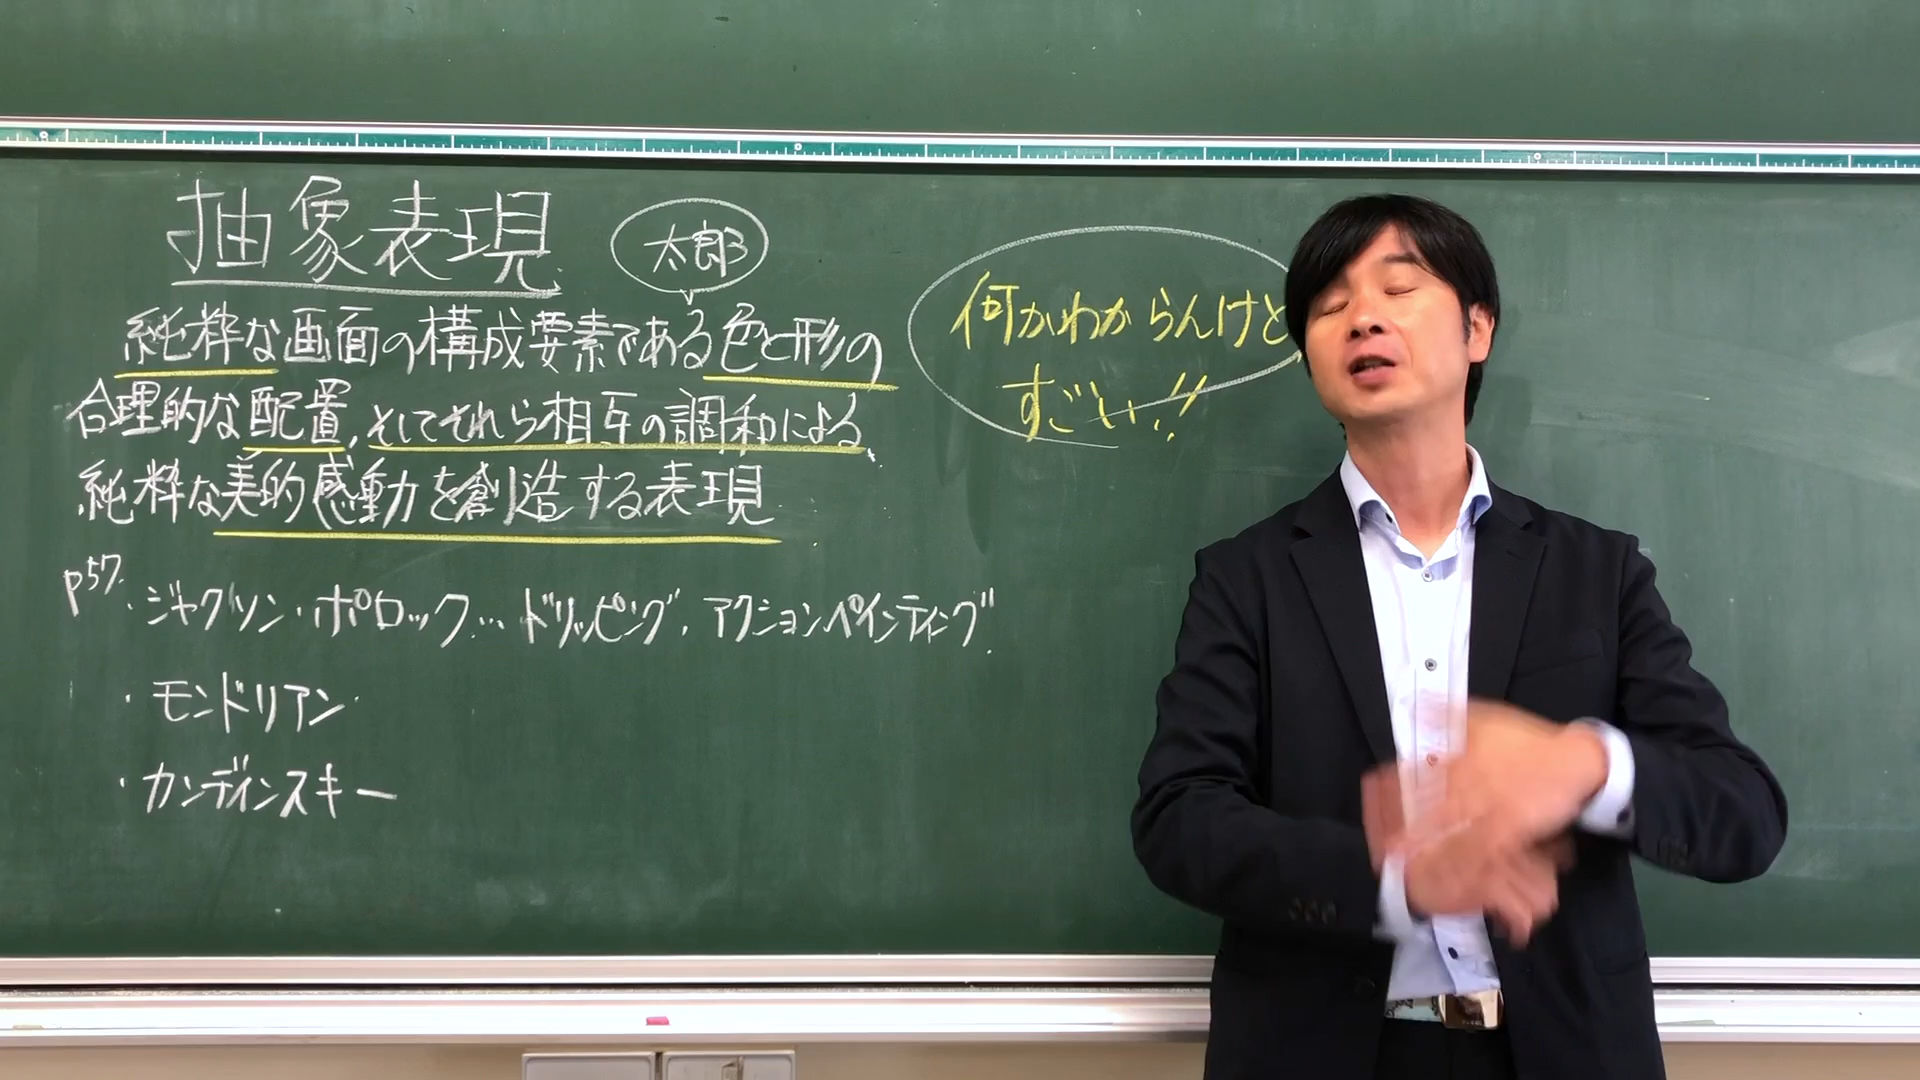 抽象表現
太郎
純粋な画面の構成要素である色と形の
合理的な配置、そしてそれら相互の調和による
純粋な美的感動を創造する表現
p57.
・ジャクソン・ポロック…ドリッピング、アクションペインティング
・モンドリアン
・カンディンスキー
何かわからんけど
すごい!!